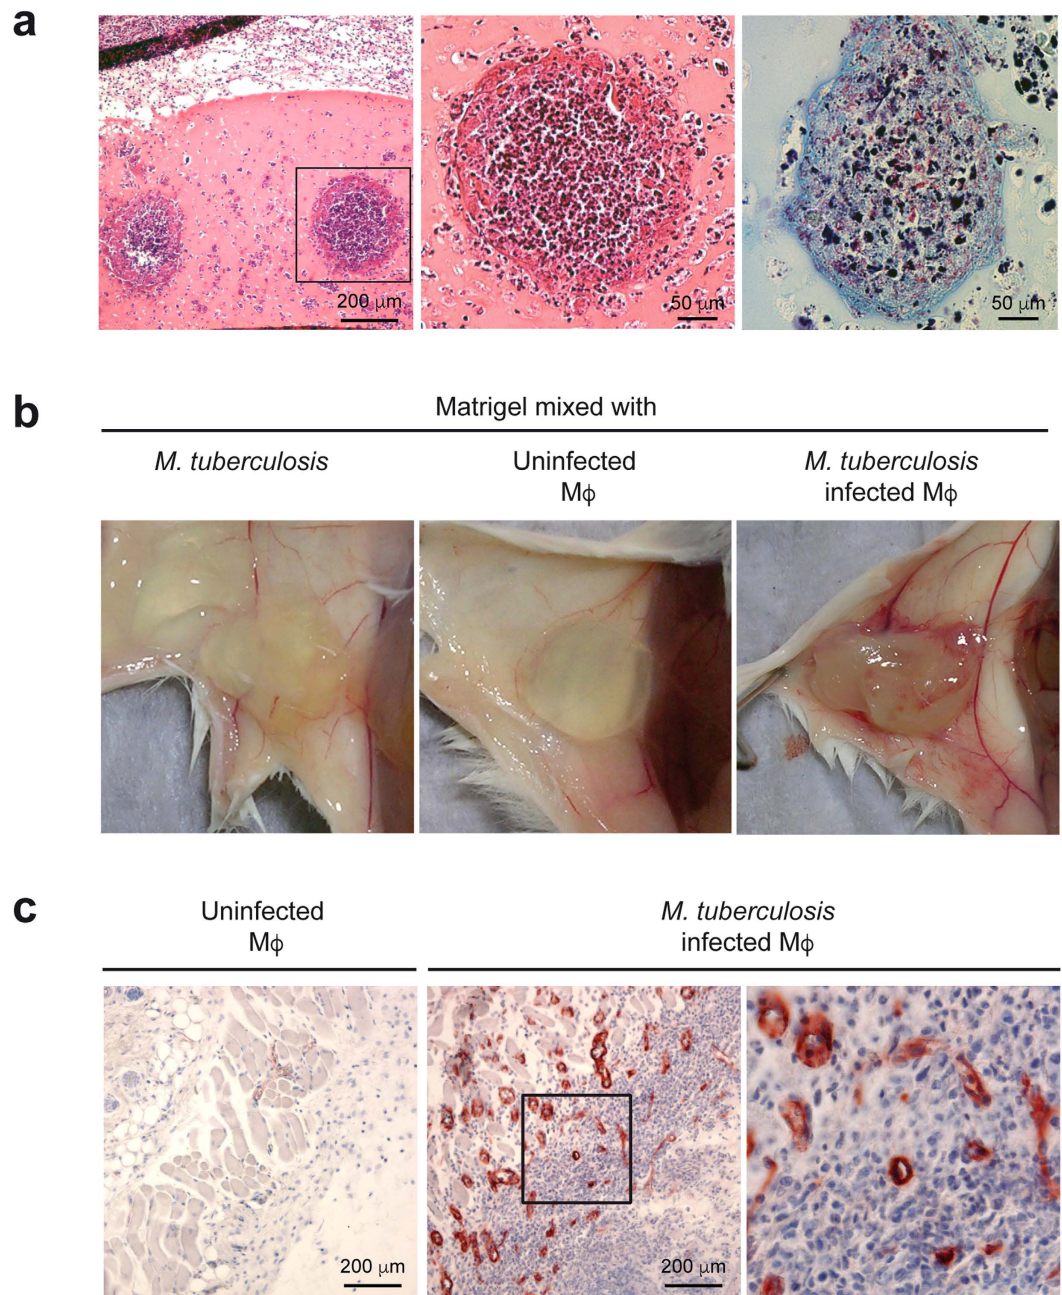 a
200 μm
50 μm
50 μm
b
Matrigel mixed with
M. tuberculosis
Uninfected
Mϕ
M. tuberculosis
infected Mϕ
c
Uninfected
Mϕ
M. tuberculosis
infected Mϕ
200 μm
200 μm